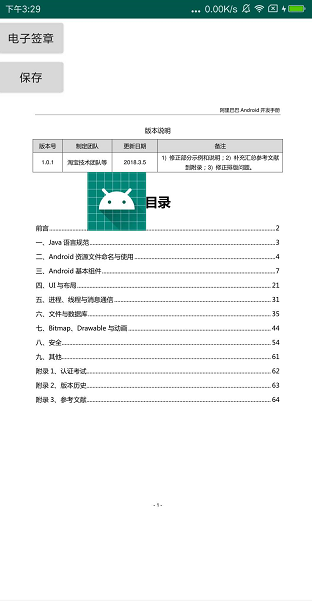 下午3:29
... 0.00K/s
电子签章
保存
阿里巴巴 Android 开发手册
版本说明
版本号 制定团队 更新日期 备注
1.0.1 淘宝技术团队等 2018.3.5 1）修正部分示例和说明；2）补充汇总参考文献到附录；3）修正排版问题。
目录
前言 2
一、Java 语言规范 3
二、Android 资源文件命名与使用 4
三、Android 基本组件 7
四、UI 与布局 21
五、进程、线程与消息通信 31
六、文件与数据库 35
七、Bitmap、Drawable 与动画 44
八、安全 54
九、其他 61
附录 1、认证考试 62
附录 2、版本历史 63
附录 3、参考文献 64
- 1 -